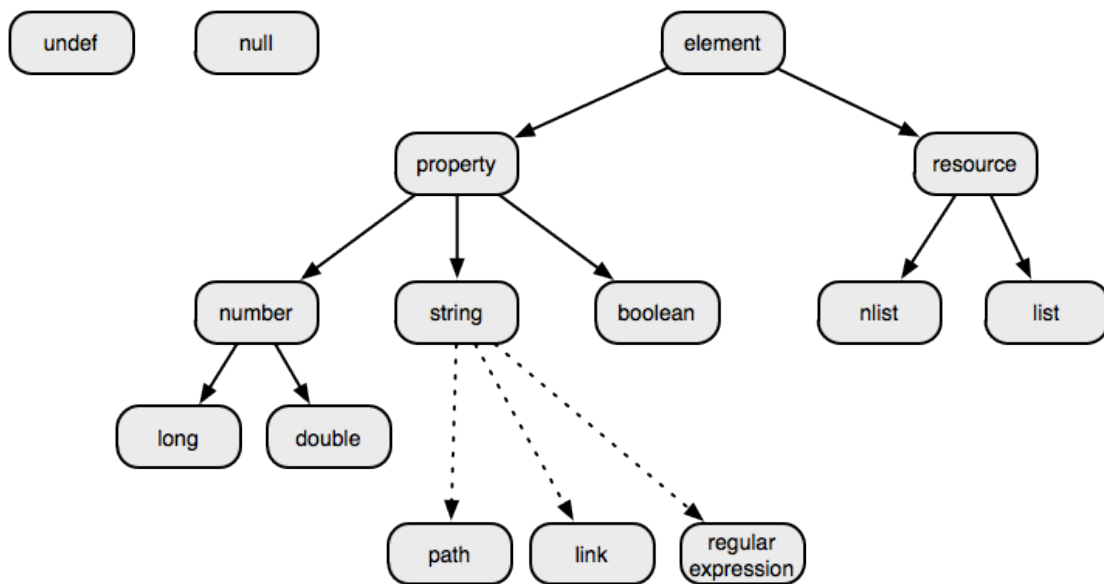 undef
null
element
property
resource
number
string
boolean
nlist
list
long
double
path
link
regular
expression